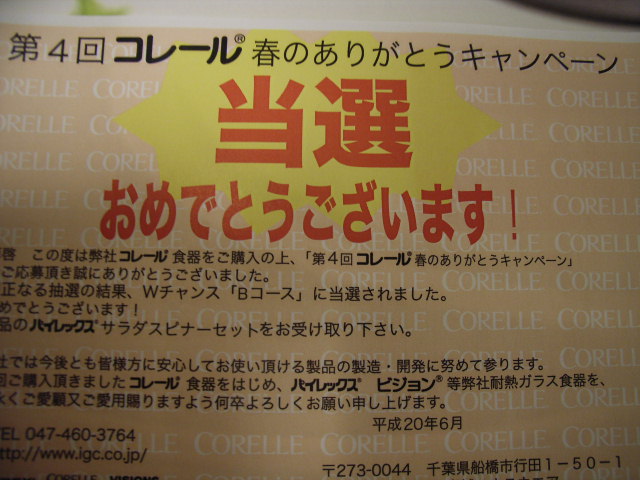 第4回 コレール® 春のありがとうキャンペーン
当選
おめでとうございます!
啓 この度は弊社コレール食器をご購入の上、「第4回コレール春のありがとうキャンペーン」
ご応募頂き誠にありがとうございました。
正なる抽選の結果、Wチャンス「Bコース」に当選されました。
めでとうございます!
品のパイレックス®サラダスピナーセットをお受け取り下さい。
社では今後とも皆様方に安心してお使い頂ける製品の製造・開発に努めて参ります。
回ご購入頂きましたコレール®食器をはじめ、パイレックス® ビジョン®等弊社耐熱ガラス食器を、
永くご愛顧又ご愛用賜りますよう何卒よろしくお願い申し上げます。
平成20年6月
TEL 047-460-3764
http://www.igc.co.jp/
〒273-0044 千葉県船橋市行田1-50-1
CORELLE VISIONS